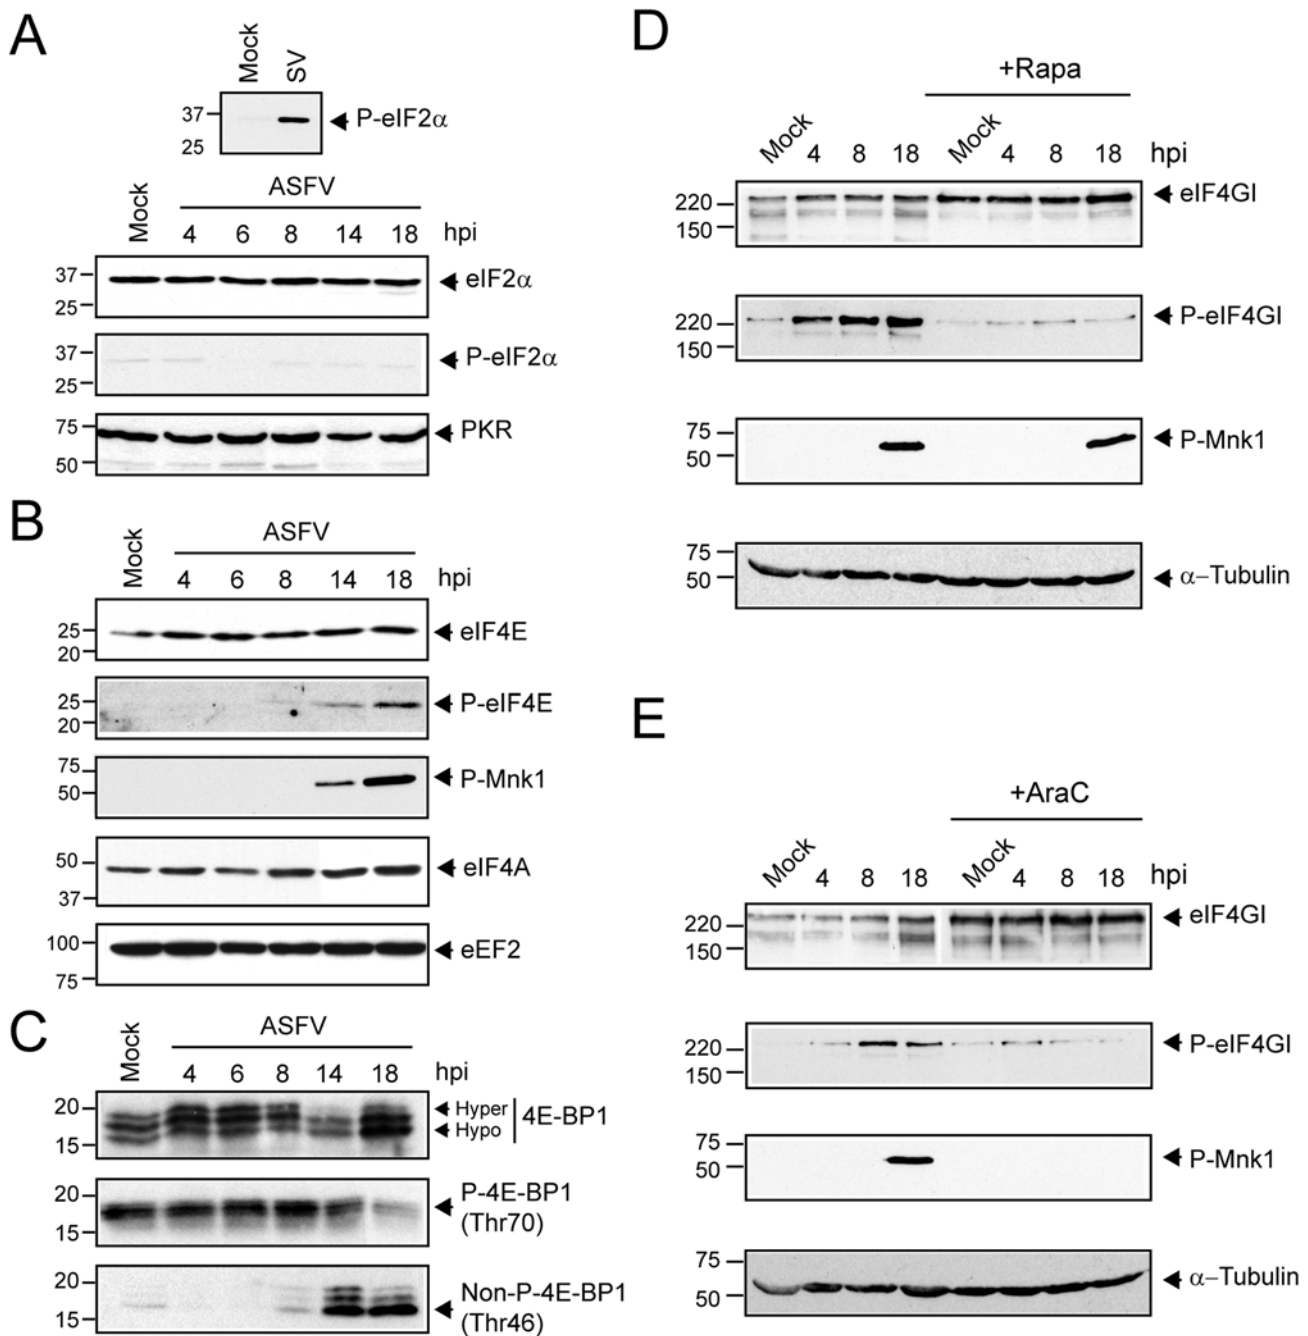 A
Mock
SV
37
25
P-eIF2α
ASFV
Mock
4 6 8 14 18 hpi
37
25
eIF2α
37
25
P-eIF2α
75
50
PKR
B
ASFV
Mock
4 6 8 14 18 hpi
25
20
eIF4E
25
20
P-eIF4E
75
50
P-Mnk1
50
37
eIF4A
100
75
eEF2
C
ASFV
Mock
4 6 8 14 18 hpi
20
15
Hyper
Hypo
4E-BP1
20
15
P-4E-BP1
(Thr70)
20
15
Non-P-4E-BP1
(Thr46)
D
+Rapa
Mock 4 8 18 Mock 4 8 18 hpi
220
150
eIF4GI
220
150
P-eIF4GI
75
50
P-Mnk1
75
50
α-Tubulin
E
+AraC
Mock 4 8 18 Mock 4 8 18 hpi
220
150
eIF4GI
220
150
P-eIF4GI
75
50
P-Mnk1
75
50
α-Tubulin